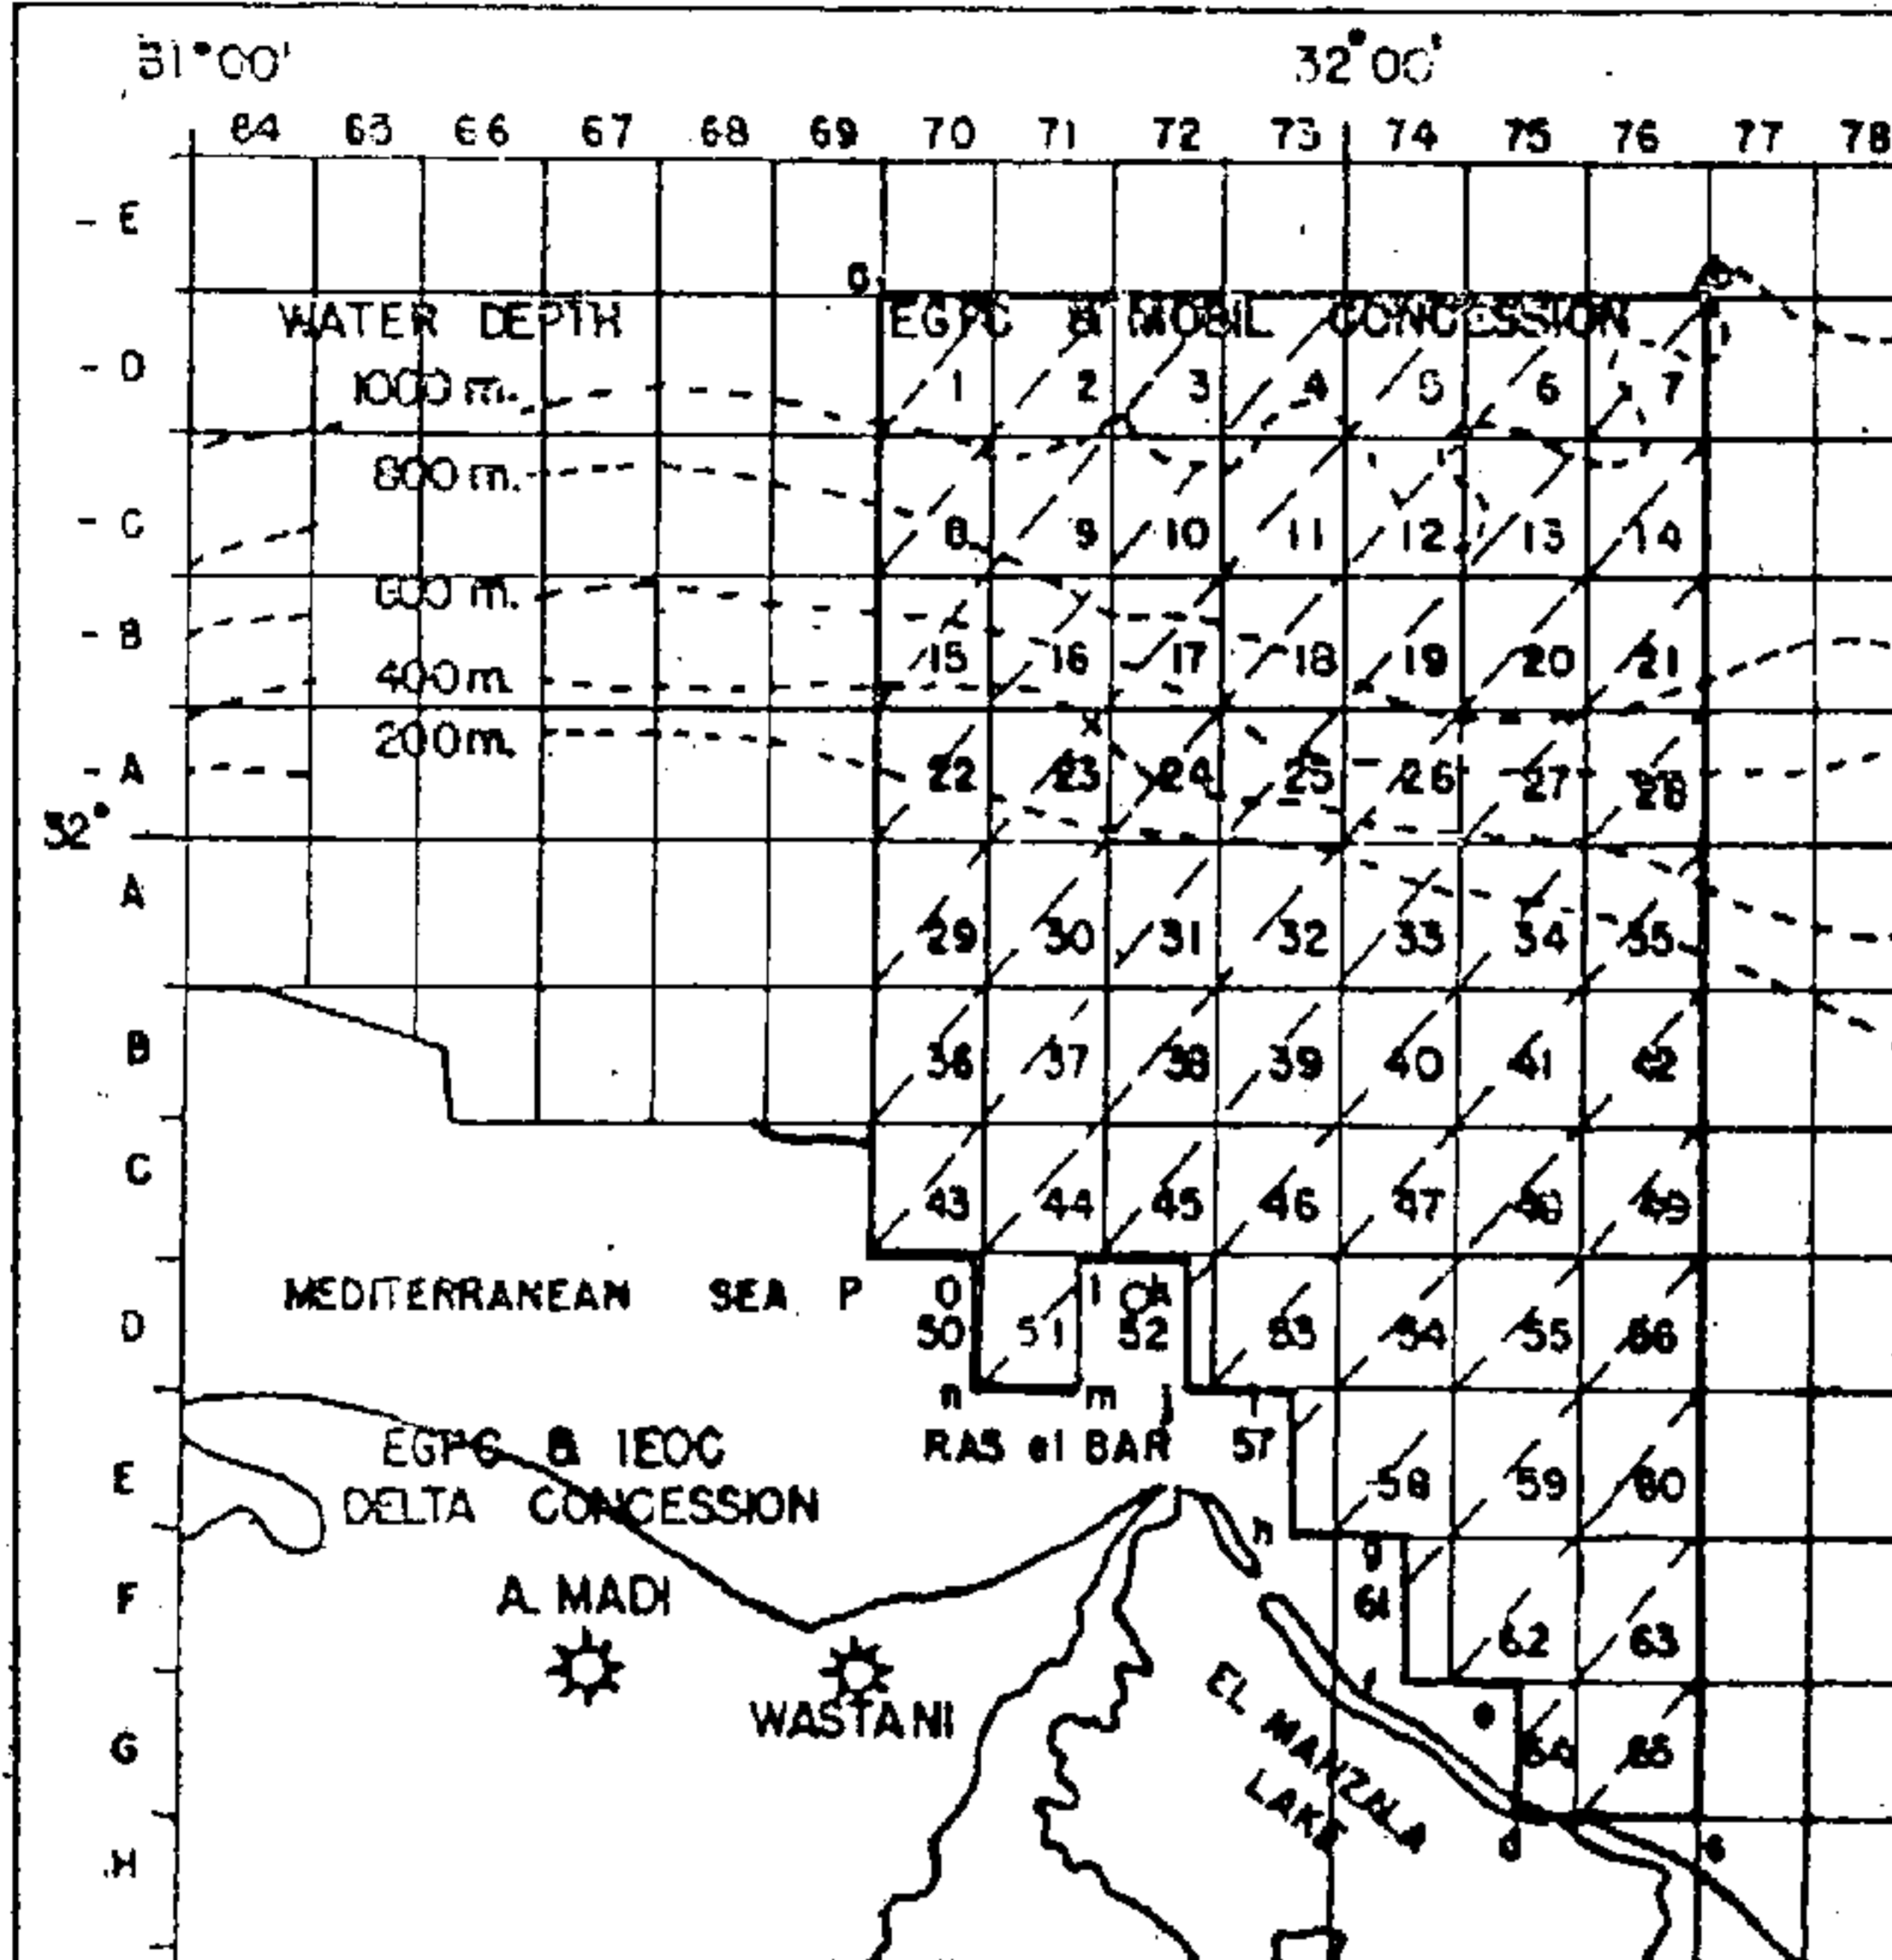 31°00' 32°00'
64 65 66 67 68 69 70 71 72 73 74 75 76 77 78
- E
WATER DEPTH EGPC & MOBIL CONCESSION
- D
1000 m. 1 2 3 4 5 6 7
800 m.
- C 8 9 10 11 12 13 14
600 m.
- B 15 16 17 18 19 20 21
400 m
200 m.
- A 22 23 24 25 26 27 28
32°
A 29 30 31 32 33 34 35
B 36 37 38 39 40 41 42
C 43 44 45 46 47 48 49
MEDITERRANEAN SEA P O l k
D 50 51 52 53 54 55 56
n m j i
EGPC & IEOC RAS el BAR 57
E 58 59 60
DELTA CONCESSION
h g
F A. MADI 61 62 63
f
WASTANI e
EL MANZALA
LAKE
G 64 65
d c
H